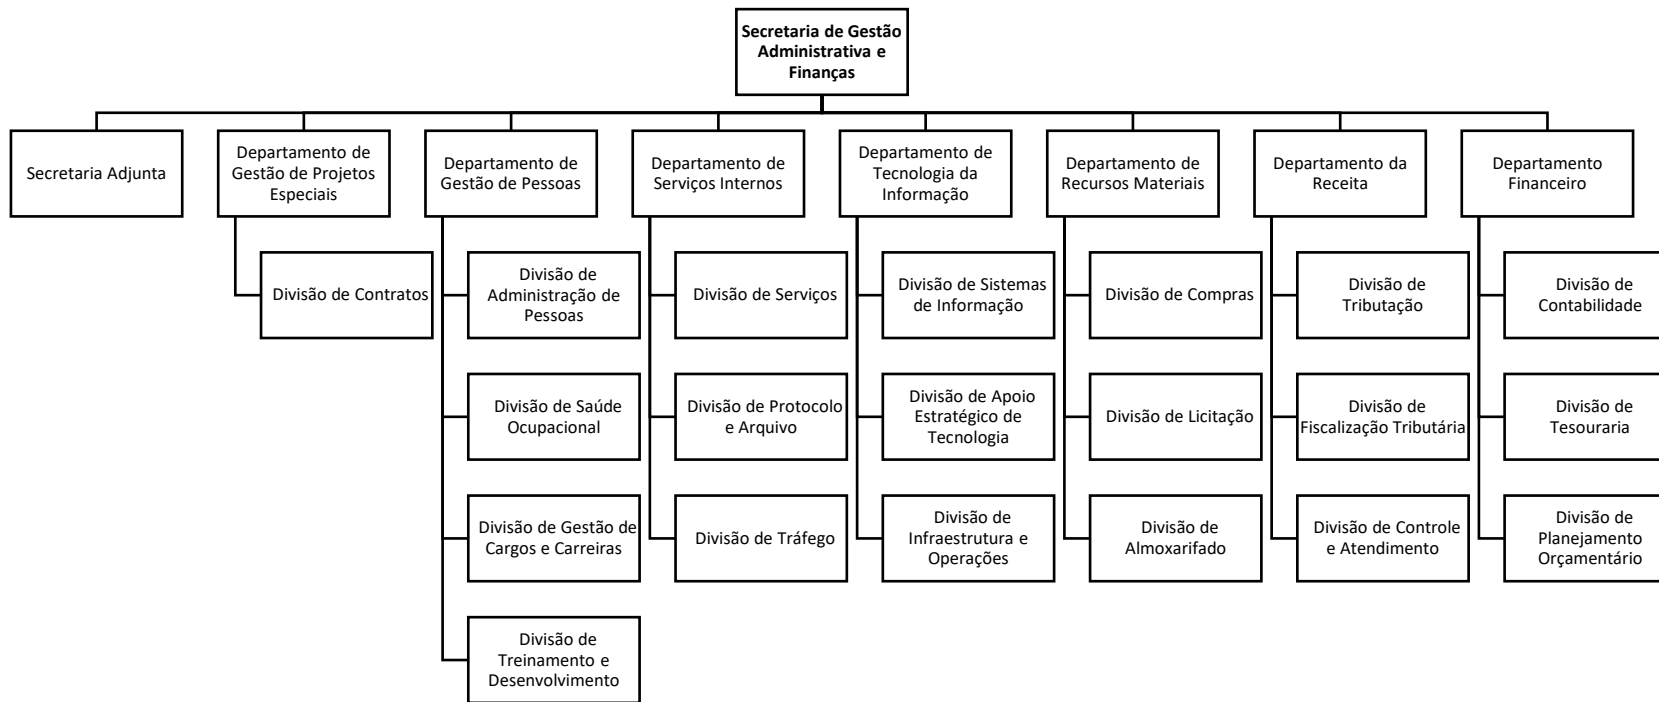 Secretaria de Gestão
Administrativa e
Finanças
Secretaria Adjunta
Departamento de
Gestão de Projetos
Especiais
Departamento de
Gestão de Pessoas
Departamento de
Serviços Internos
Departamento de
Tecnologia da
Informação
Departamento de
Recursos Materiais
Departamento da
Receita
Departamento
Financeiro
Divisão de Contratos
Divisão de
Administração de
Pessoas
Divisão de Serviços
Divisão de Sistemas
de Informação
Divisão de Compras
Divisão de
Tributação
Divisão de
Contabilidade
Divisão de Saúde
Ocupacional
Divisão de Protocolo
e Arquivo
Divisão de Apoio
Estratégico de
Tecnologia
Divisão de Licitação
Divisão de
Fiscalização Tributária
Divisão de
Tesouraria
Divisão de Gestão de
Cargos e Carreiras
Divisão de Tráfego
Divisão de
Infraestrutura e
Operações
Divisão de
Almoxarifado
Divisão de Controle
e Atendimento
Divisão de
Planejamento
Orçamentário
Divisão de
Treinamento e
Desenvolvimento